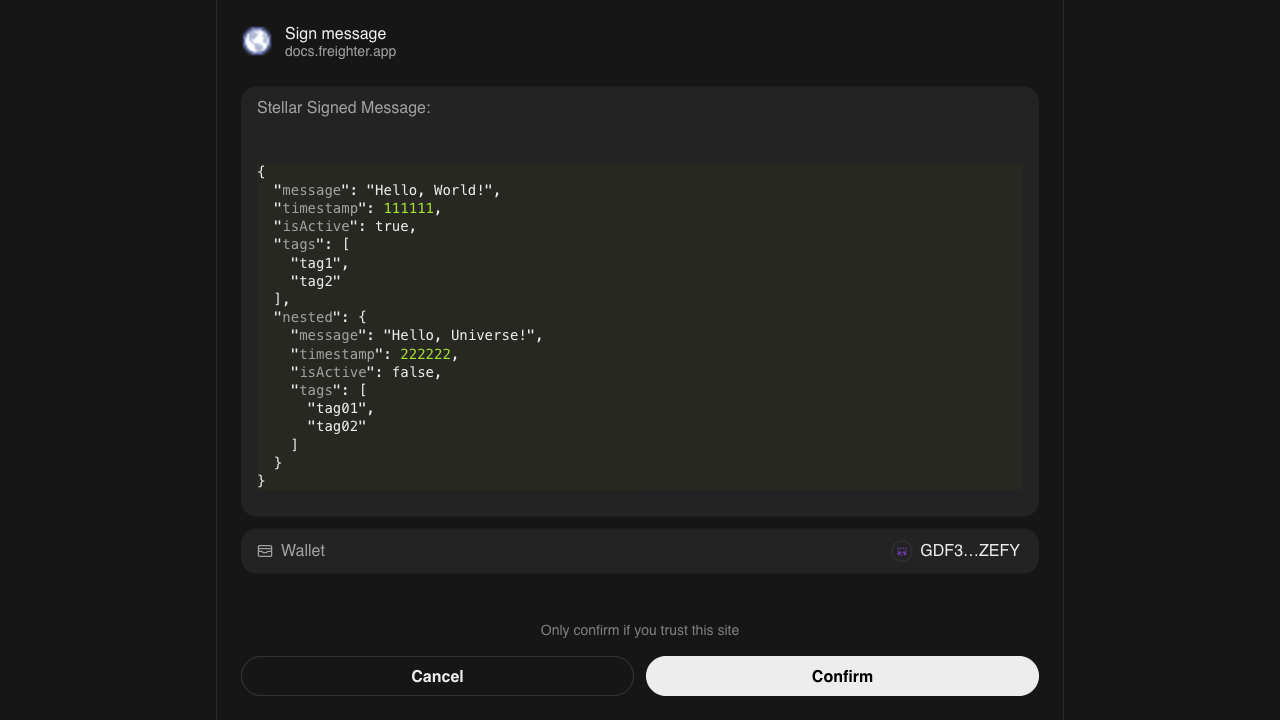 Sign message
docs.freighter.app
Stellar Signed Message:
{
  "message": "Hello, World!",
  "timestamp": 111111,
  "isActive": true,
  "tags": [
    "tag1",
    "tag2"
  ],
  "nested": {
    "message": "Hello, Universe!",
    "timestamp": 222222,
    "isActive": false,
    "tags": [
      "tag01",
      "tag02"
    ]
  }
}
Wallet GDF3...ZEFY
Only confirm if you trust this site
Cancel Confirm